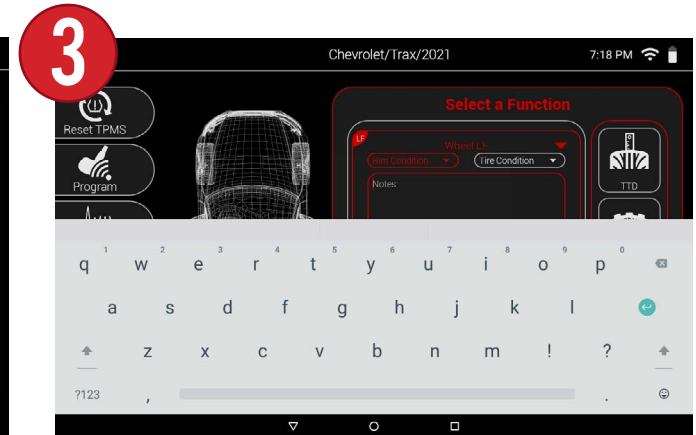 3
Chevrolet/Trax/2021
7:18 PM
Reset TPMS
Program
Select a Function
LF
Wheel LF
Rim Condition
Tire Condition
Notes:
TTD
q 1 w 2 e 3 r 4 t 5 y 6 u 7 i 8 o 9 p 0
a s d f g h j k l
z x c v b n m ! ?
?123 , .